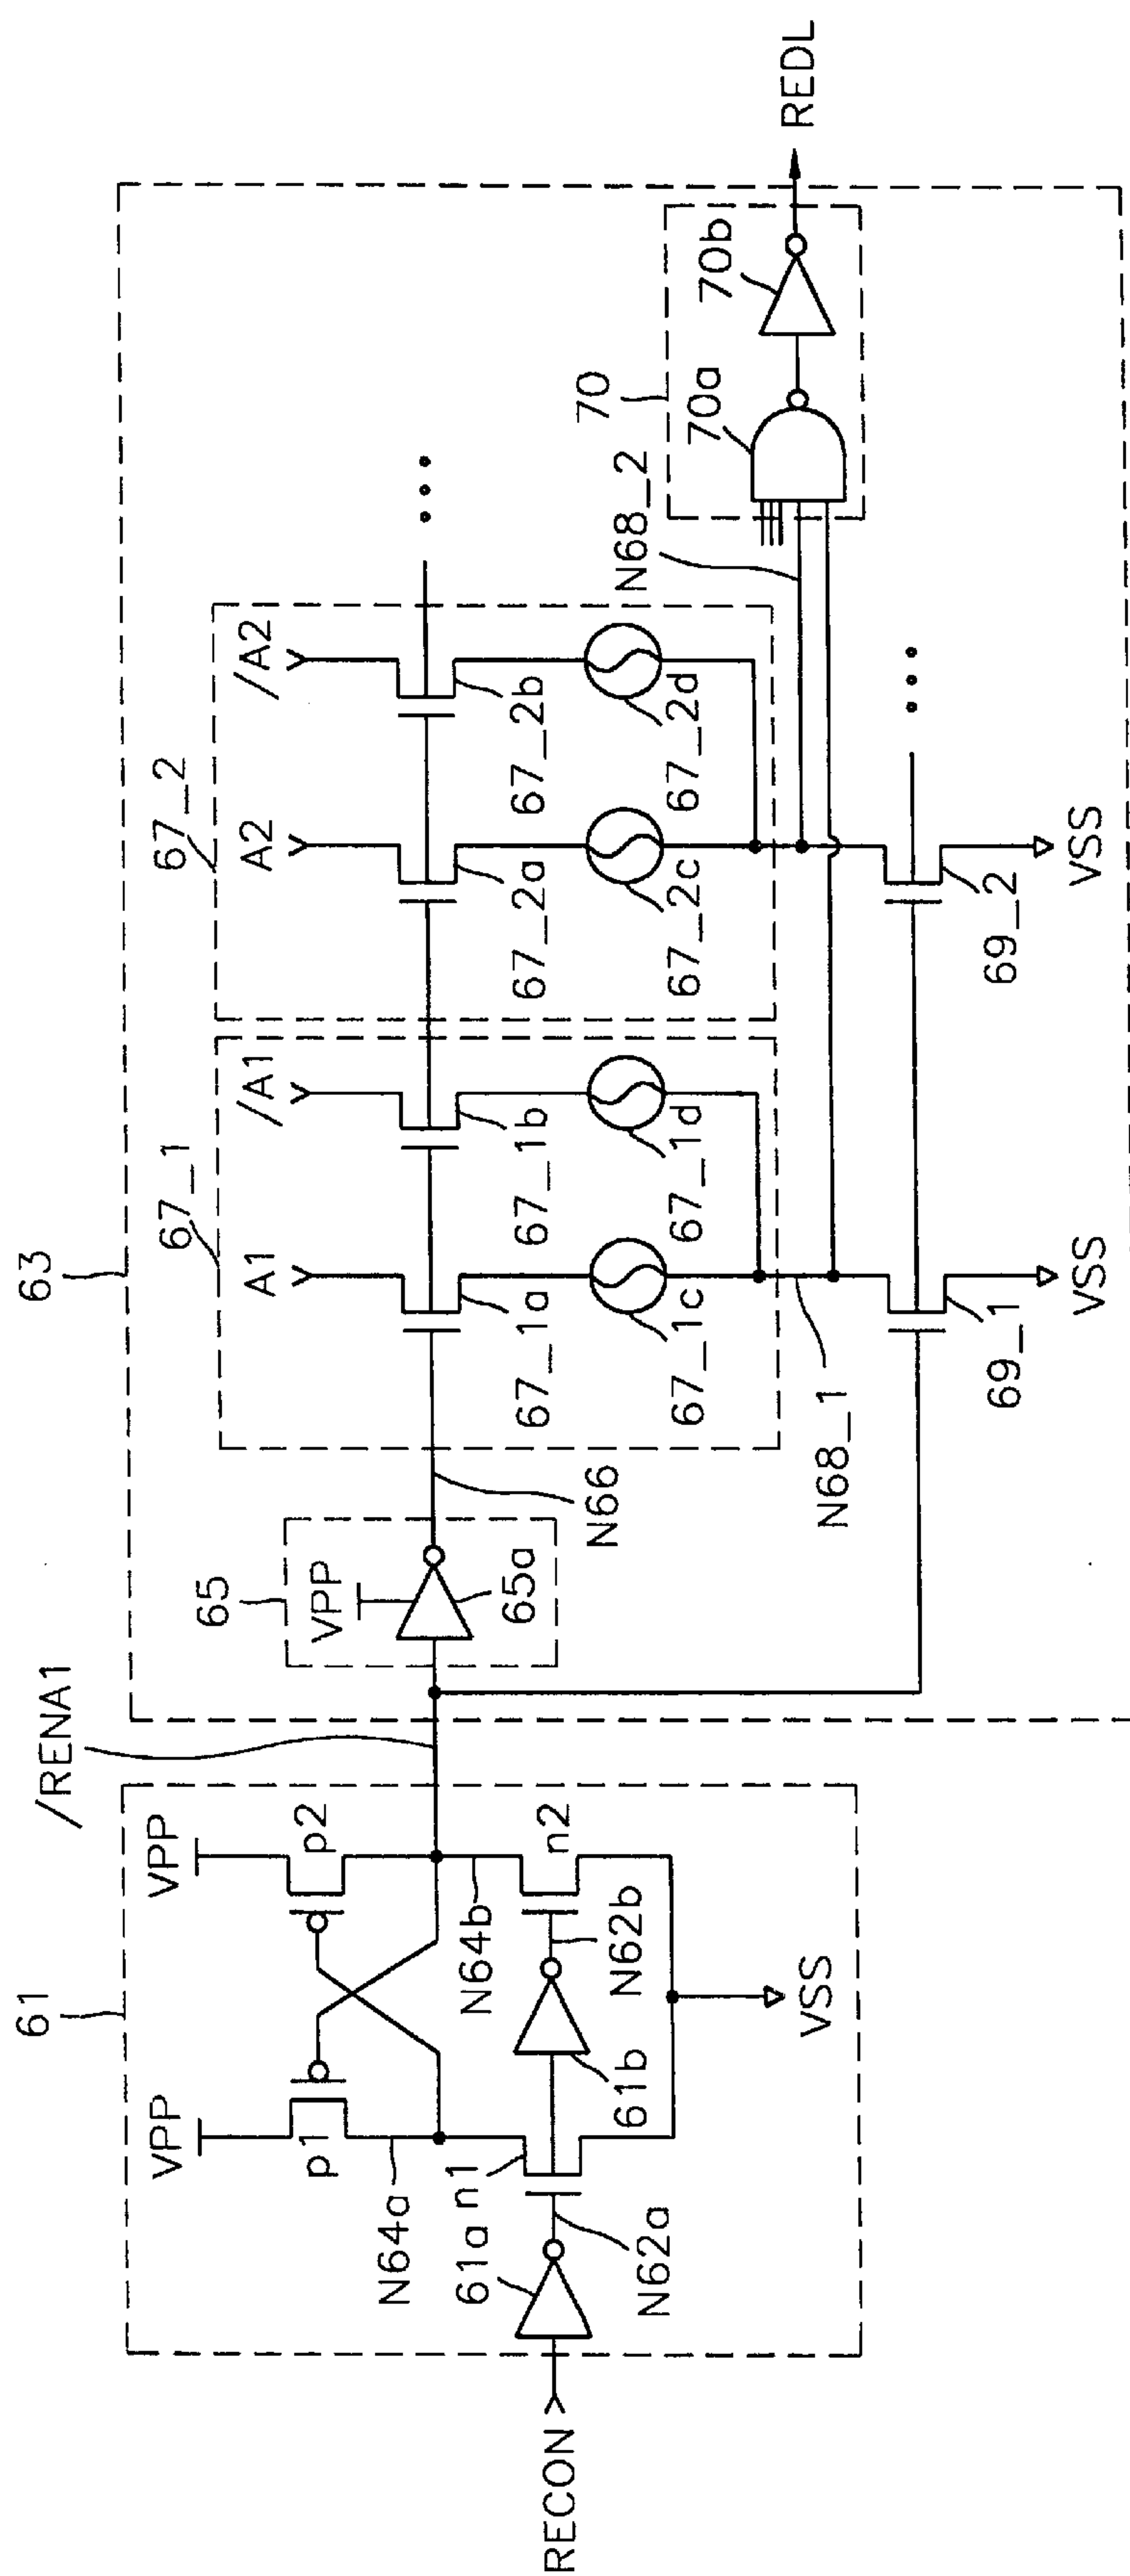 61
VPP
VPP
p1
p2
N64a
N64b
61a
n1
n2
RECON
N62a
61b
N62b
VSS
/RENA1
63
65
VPP
65a
N66
67_1
A1
/A1
67_1a
67_1b
67_1c
67_1d
67_2
A2
/A2
67_2a
67_2b
67_2c
67_2d
N68_1
N68_2
69_1
VSS
69_2
VSS
70
70a
70b
REDL